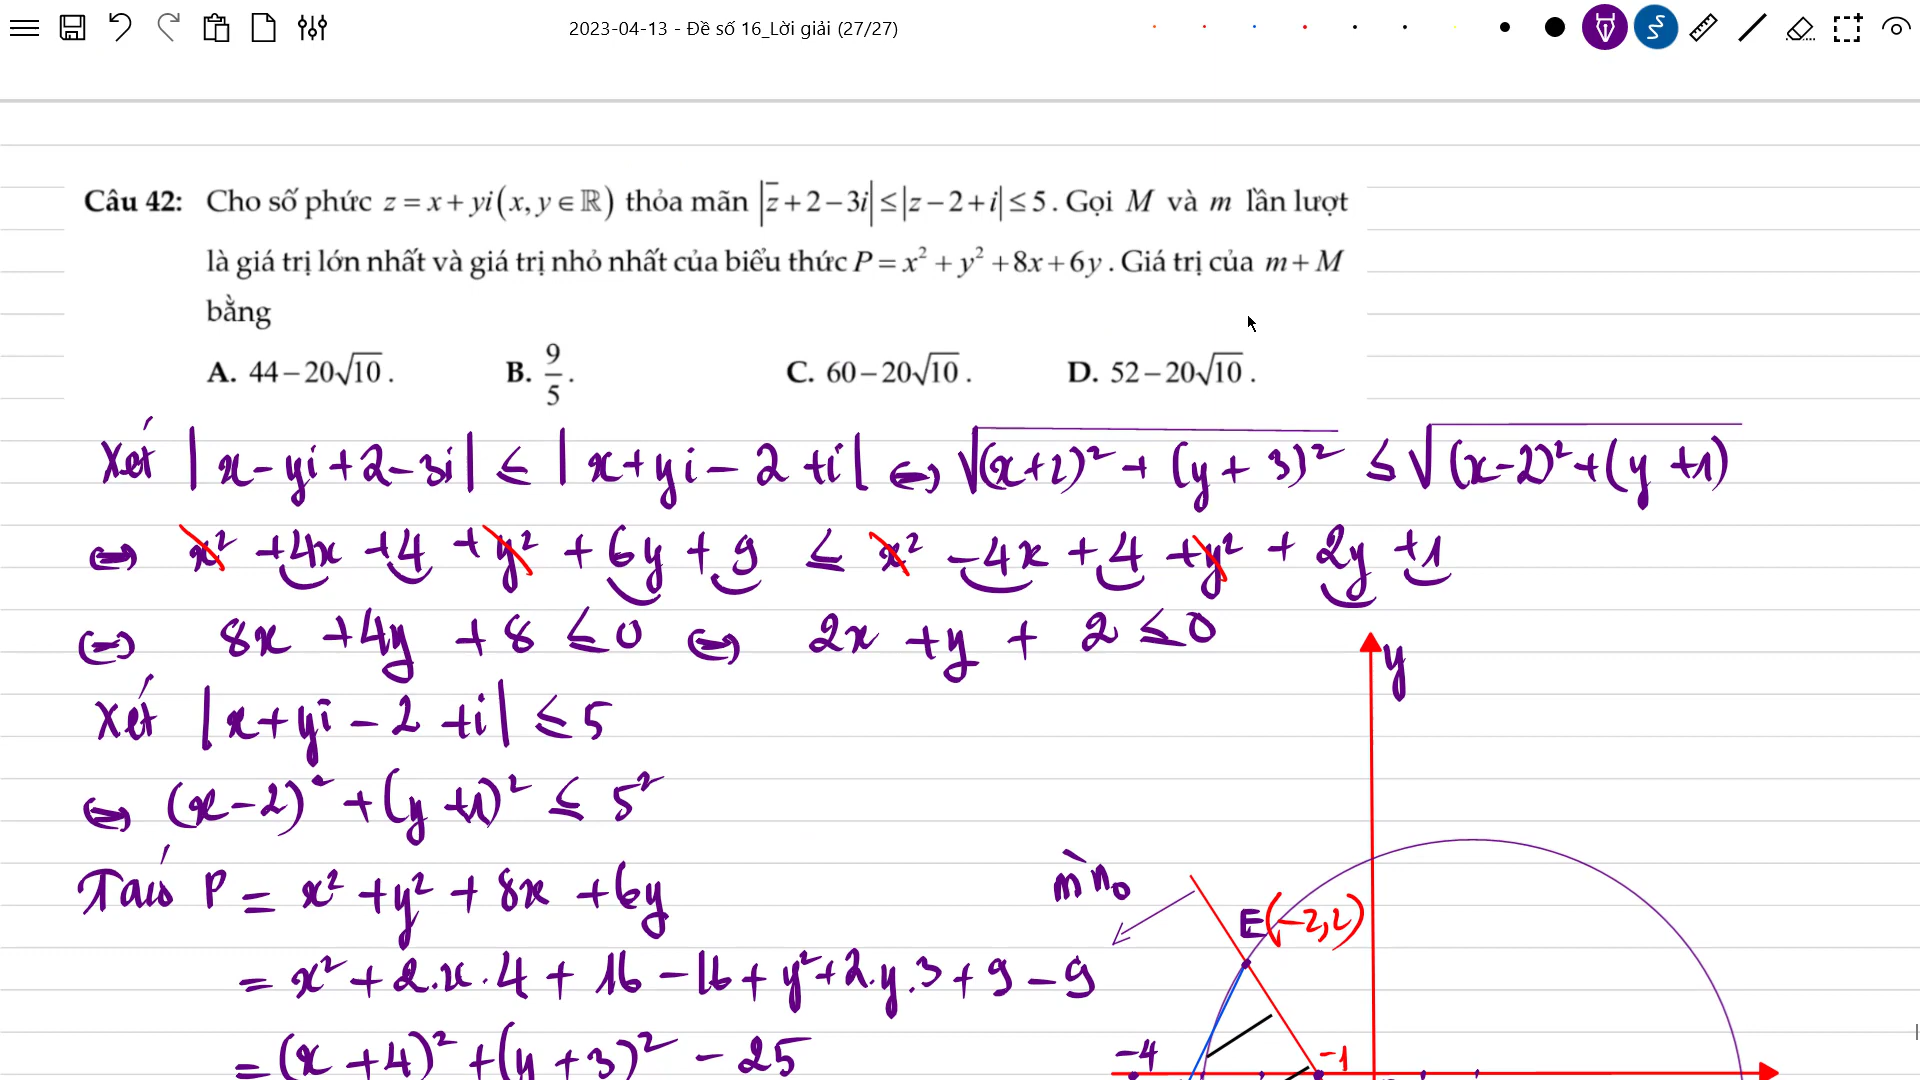 2023-04-13 - Đề số 16_Lời giải (27/27)
Câu 42: Cho số phức z = x + yi (x, y ∈ ℝ) thỏa mãn |z̅ + 2 − 3i| ≤ |z − 2 + i| ≤ 5. Gọi M và m lần lượt
là giá trị lớn nhất và giá trị nhỏ nhất của biểu thức P = x² + y² + 8x + 6y. Giá trị của m + M
bằng
A. 44 − 20√10. B. 9/5. C. 60 − 20√10. D. 52 − 20√10.
Xét |x − yi + 2 − 3i| ≤ |x + yi − 2 + i| ⇔ √(x+2)² + (y + 3)² ≤ √(x−2)² + (y + 1)
⇔ x² + 4x + 4 + y² + 6y + 9 ≤ x² − 4x + 4 + y² + 2y + 1
⇔ 8x + 4y + 8 ≤ 0 ⇔ 2x + y + 2 ≤ 0
y
Xét |x + yi − 2 + i| ≤ 5
⇔ (x − 2)² + (y + 1)² ≤ 5²
Ta có P = x² + y² + 8x + 6y
E(−2,2)
= x² + 2.x.4 + 16 − 16 + y² + 2.y.3 + 9 − 9
= (x + 4)² + (y + 3)² − 25
−4 −1